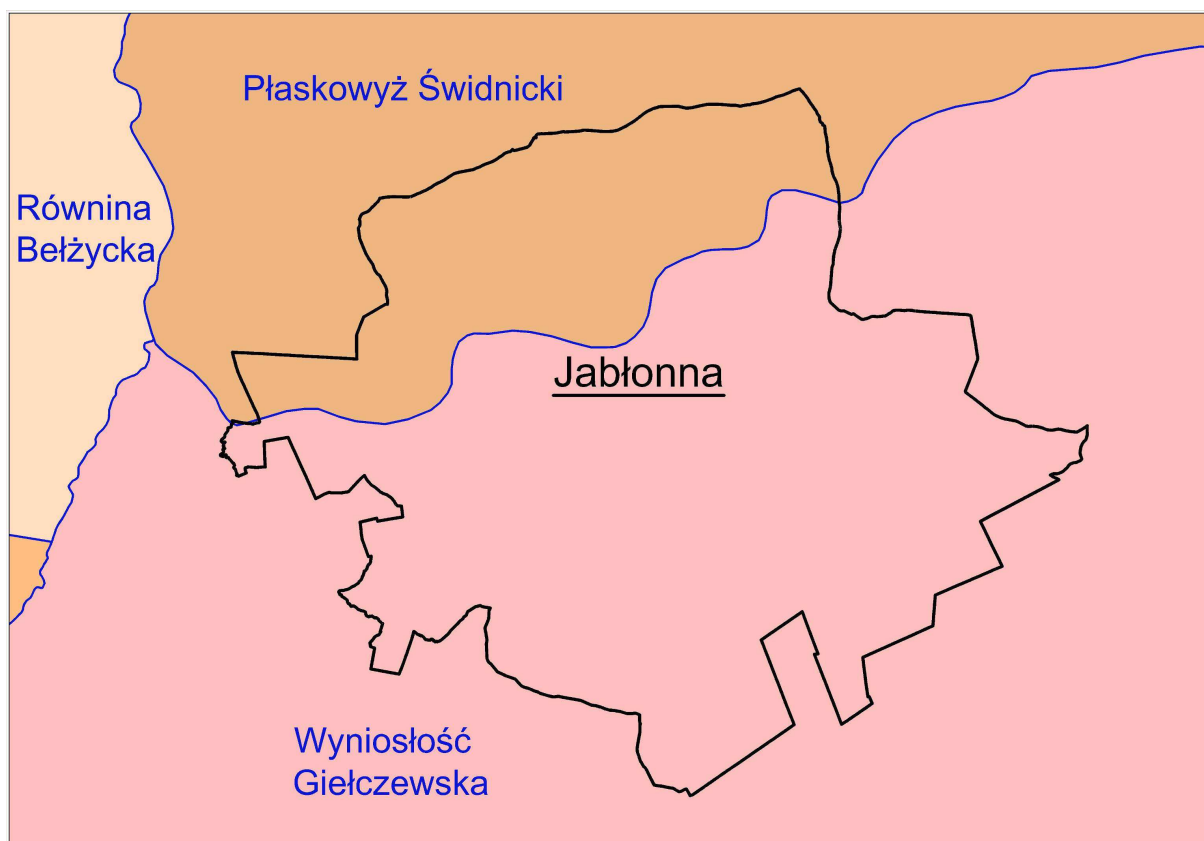 Płaskowyż Świdnicki
Równina
Bełżycka
Jabłonna
Wyniosłość
Giełczewska